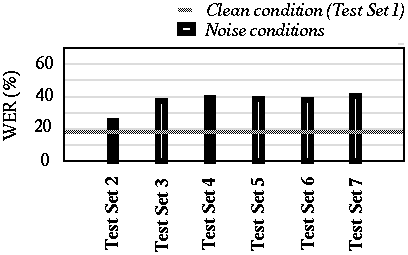 Clean condition (Test Set 1)
Noise conditions
WER (%)
60
40
20
0
Test Set 2
Test Set 3
Test Set 4
Test Set 5
Test Set 6
Test Set 7